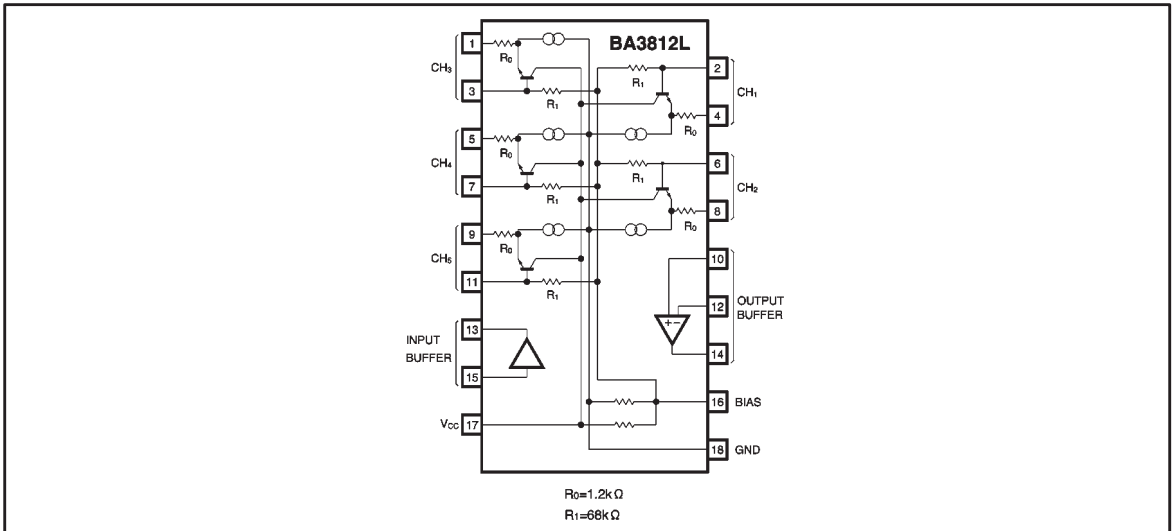 BA3812L
1
R₀
CH₃
R₁
3
2
R₁
CH₁
4
R₀
5
R₀
CH₄
R₁
7
6
R₁
CH₂
8
R₀
9
R₀
CH₅
R₁
11
10
12
OUTPUT
BUFFER
+ −
14
13
INPUT
BUFFER
15
16 BIAS
Vcc 17
18 GND
R₀=1.2kΩ
R₁=68kΩ